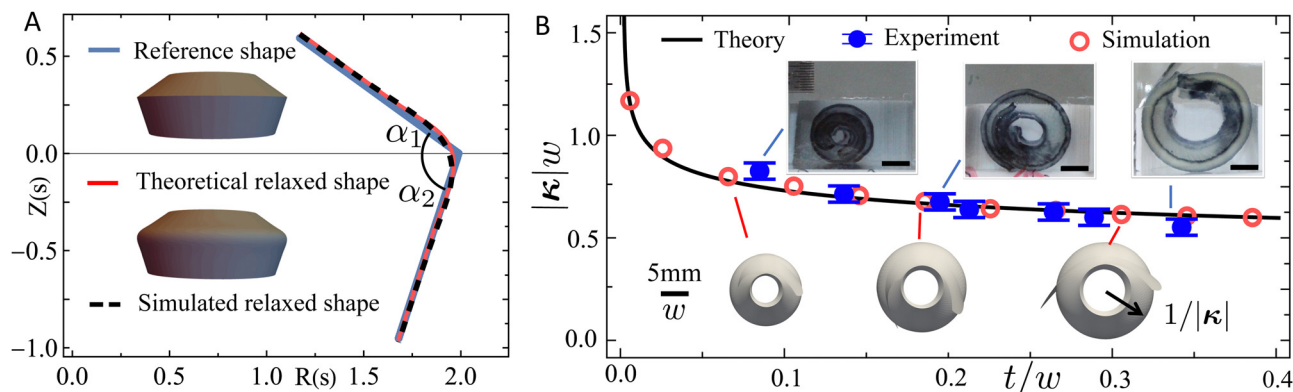 A
0.5
0.0
−0.5
−1.0
Z(s)
Reference shape
Theoretical relaxed shape
Simulated relaxed shape
α1
α2
0.0
0.5
1.0
1.5
2.0
R(s)
B
1.5
1.0
0.5
0.0
|κ|w
Theory
Experiment
Simulation
5mm
w
1/|κ|
0.0
0.1
0.2
0.3
0.4
t/w